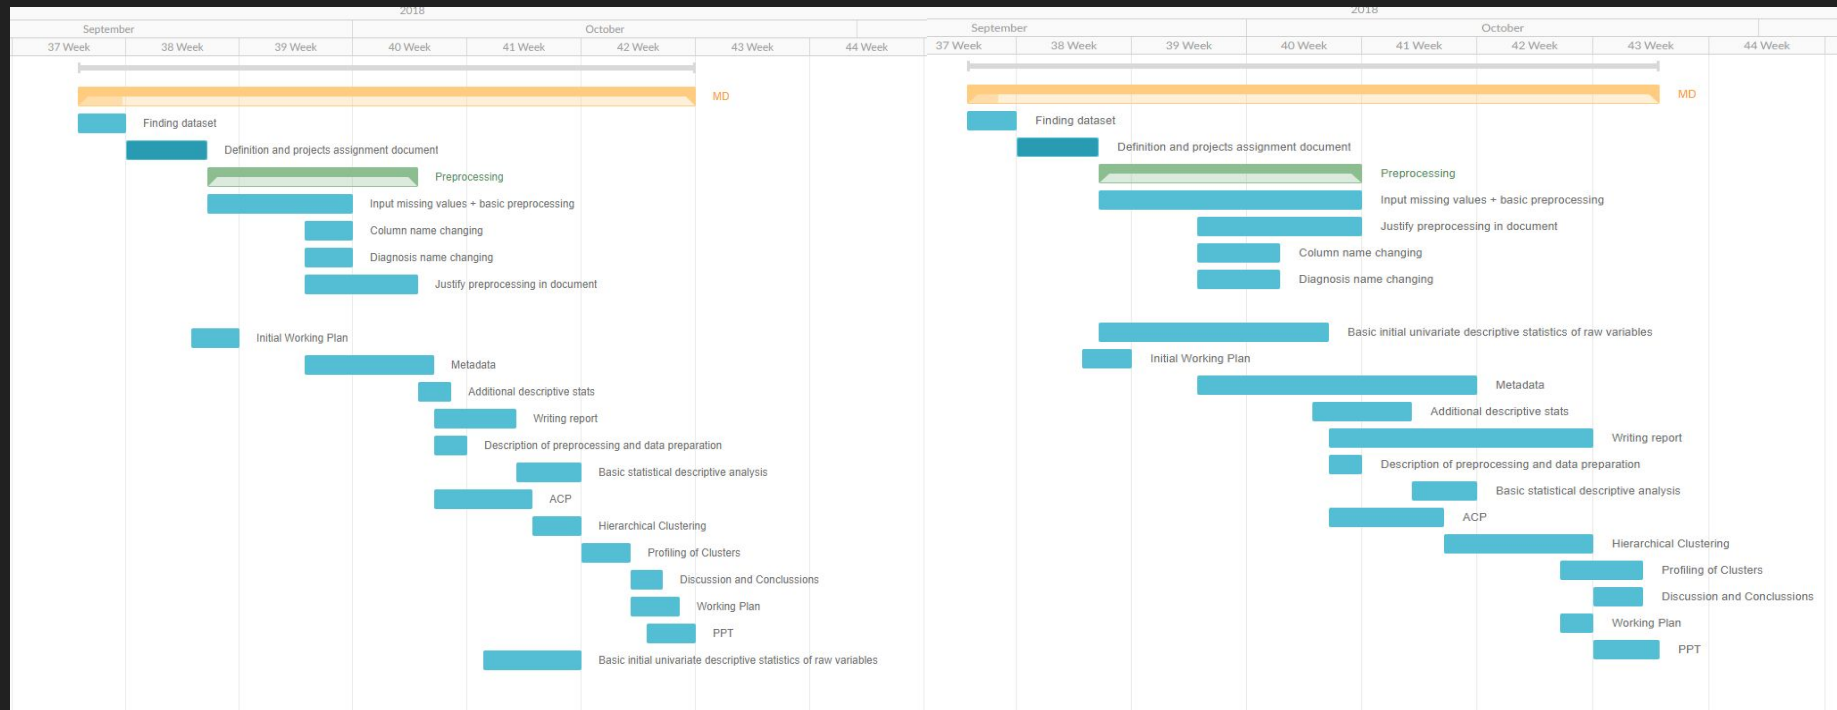 2018
September October
37 Week 38 Week 39 Week 40 Week 41 Week 42 Week 43 Week 44 Week
MD
Finding dataset
Definition and projects assignment document
Preprocessing
Input missing values + basic preprocessing
Column name changing
Diagnosis name changing
Justify preprocessing in document
Initial Working Plan
Metadata
Additional descriptive stats
Writing report
Description of preprocessing and data preparation
Basic statistical descriptive analysis
ACP
Hierarchical Clustering
Profiling of Clusters
Discussion and Conclussions
Working Plan
PPT
Basic initial univariate descriptive statistics of raw variables
2018
September October
37 Week 38 Week 39 Week 40 Week 41 Week 42 Week 43 Week 44 Week
MD
Finding dataset
Definition and projects assignment document
Preprocessing
Input missing values + basic preprocessing
Justify preprocessing in document
Column name changing
Diagnosis name changing
Basic initial univariate descriptive statistics of raw variables
Initial Working Plan
Metadata
Additional descriptive stats
Writing report
Description of preprocessing and data preparation
Basic statistical descriptive analysis
ACP
Hierarchical Clustering
Profiling of Clusters
Discussion and Conclussions
Working Plan
PPT